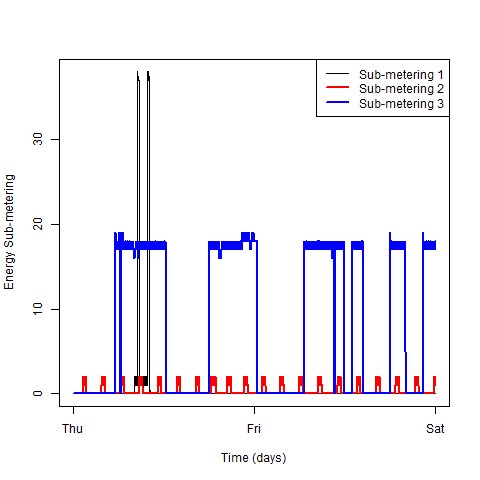 Sub-metering 1
Sub-metering 2
Sub-metering 3
Energy Sub-metering
30
20
10
0
Thu Fri Sat
Time (days)